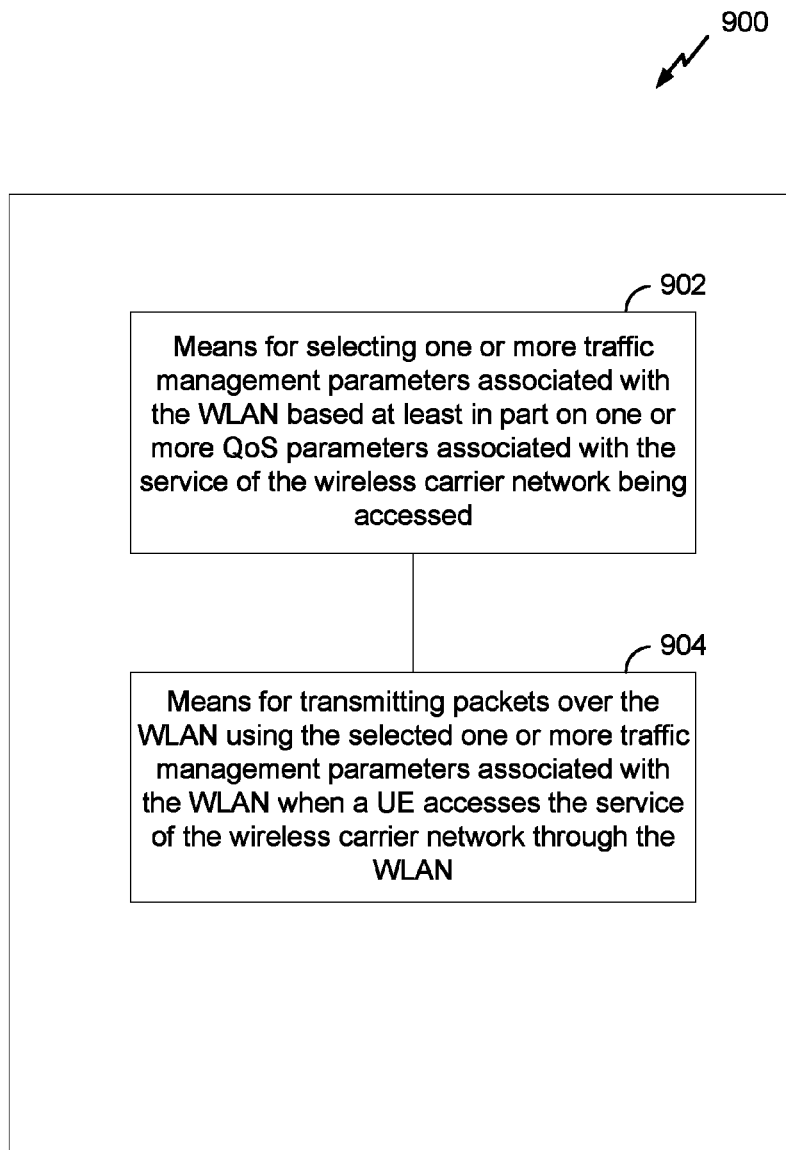 900
902
Means for selecting one or more traffic
management parameters associated with
the WLAN based at least in part on one or
more QoS parameters associated with the
service of the wireless carrier network being
accessed
904
Means for transmitting packets over the
WLAN using the selected one or more traffic
management parameters associated with
the WLAN when a UE accesses the service
of the wireless carrier network through the
WLAN